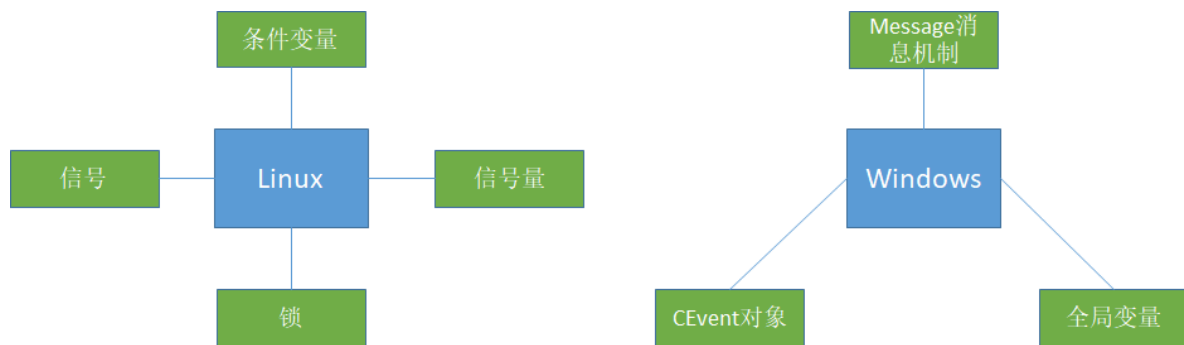 条件变量
信号
Linux
信号量
锁
Message消
息机制
Windows
CEvent对象
全局变量